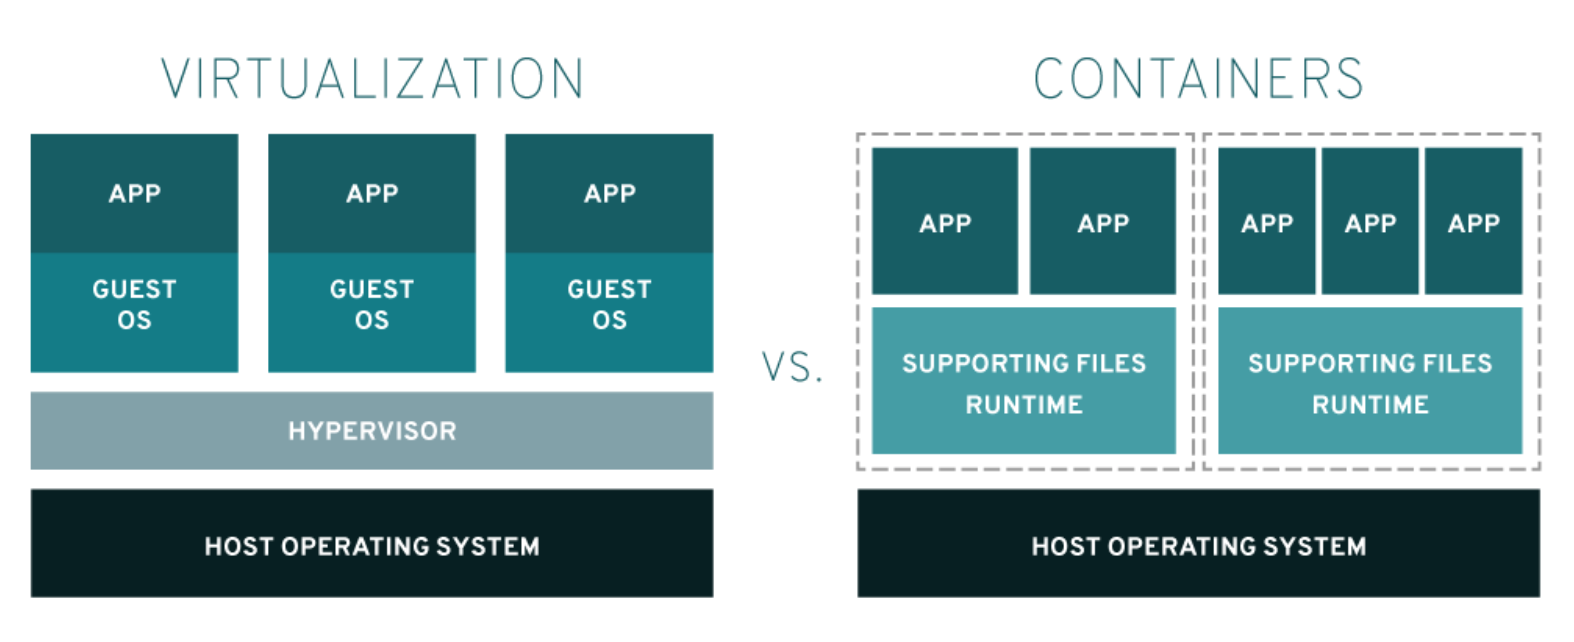 VIRTUALIZATION
APP
APP
APP
GUEST
OS
GUEST
OS
GUEST
OS
HYPERVISOR
HOST OPERATING SYSTEM
VS.
CONTAINERS
APP
APP
APP
APP
APP
SUPPORTING FILES
RUNTIME
SUPPORTING FILES
RUNTIME
HOST OPERATING SYSTEM